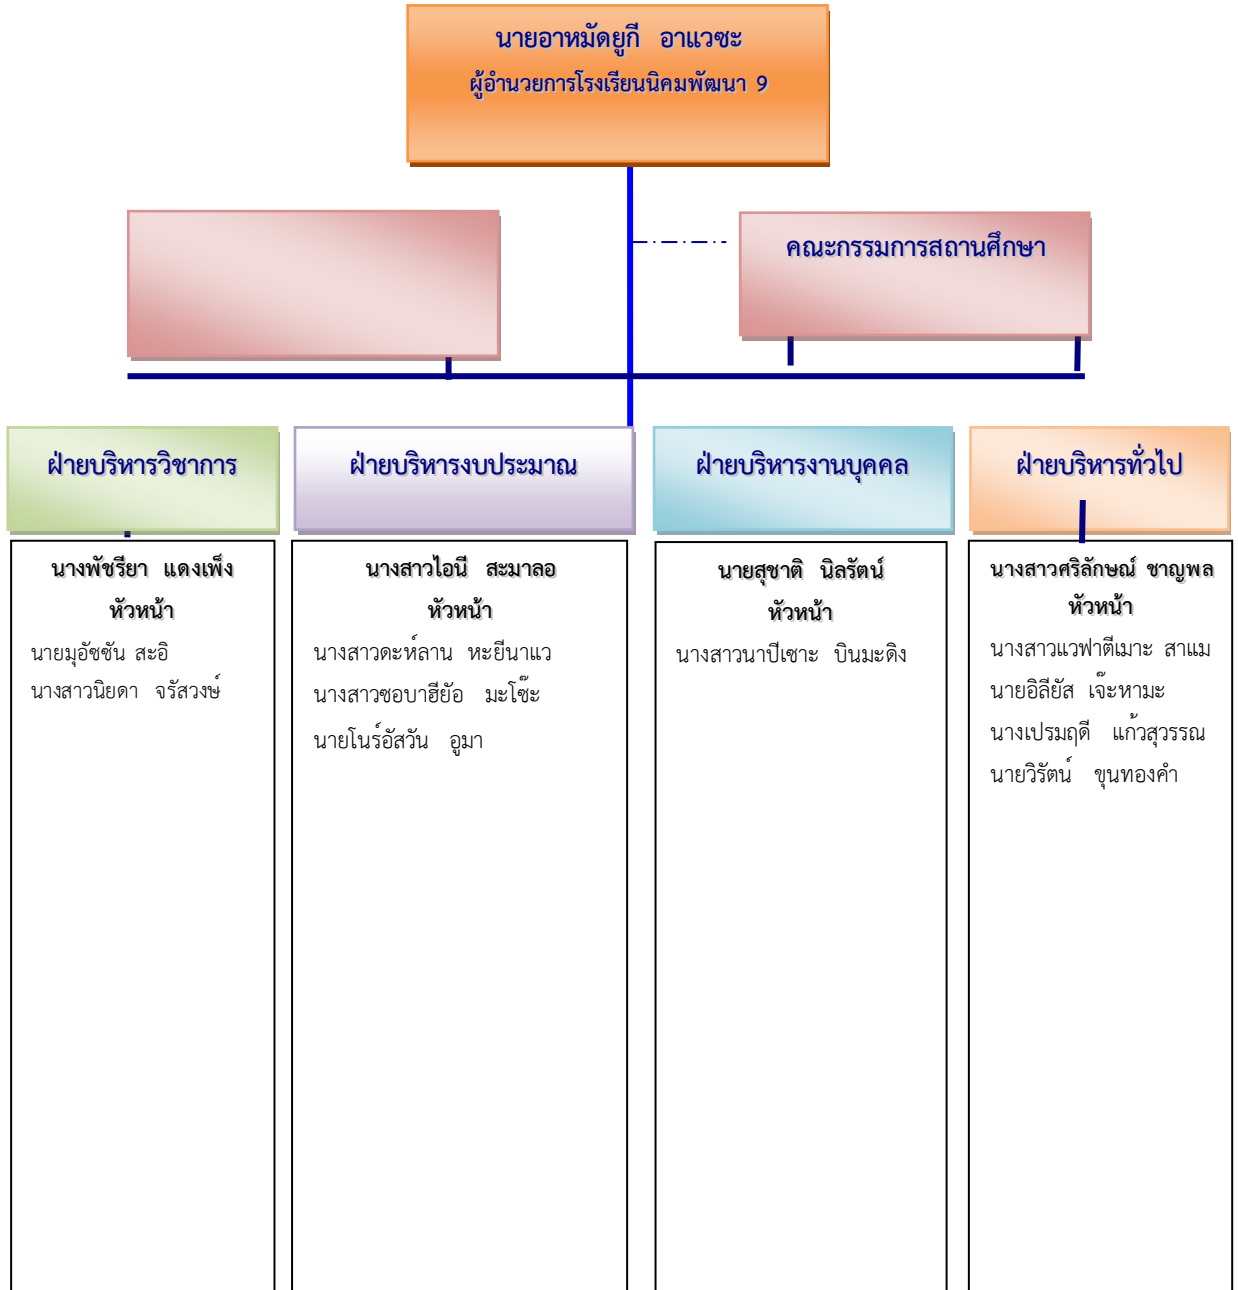 นายอาหมัดยูกี อาแวซะ
ผู้อำนวยการโรงเรียนนิคมพัฒนา 9
คณะกรรมการสถานศึกษา
ฝ่ายบริหารวิชาการ
ฝ่ายบริหารงบประมาณ
ฝ่ายบริหารงานบุคคล
ฝ่ายบริหารทั่วไป
นางพัชรียา แดงเพ็ง
หัวหน้า
นายมุอัซซัน สะอิ
นางสาวนิยดา จรัสวงษ์
นางสาวไอนี สะมาลอ
หัวหน้า
นางสาวดะห์ลาน หะยีนาแว
นางสาวซอบาฮียัอ มะโซ๊ะ
นายโนร์อัสวัน อูมา
นายสุชาติ นิลรัตน์
หัวหน้า
นางสาวนาปีเซาะ บินมะดิง
นางสาวศริลักษณ์ ชาญพล
หัวหน้า
นางสาวแวฟาตีเมาะ สาแม
นายอิลียัส เจ๊ะหามะ
นางเปรมฤดี แก้วสุวรรณ
นายวิรัตน์ ขุนทองคำ